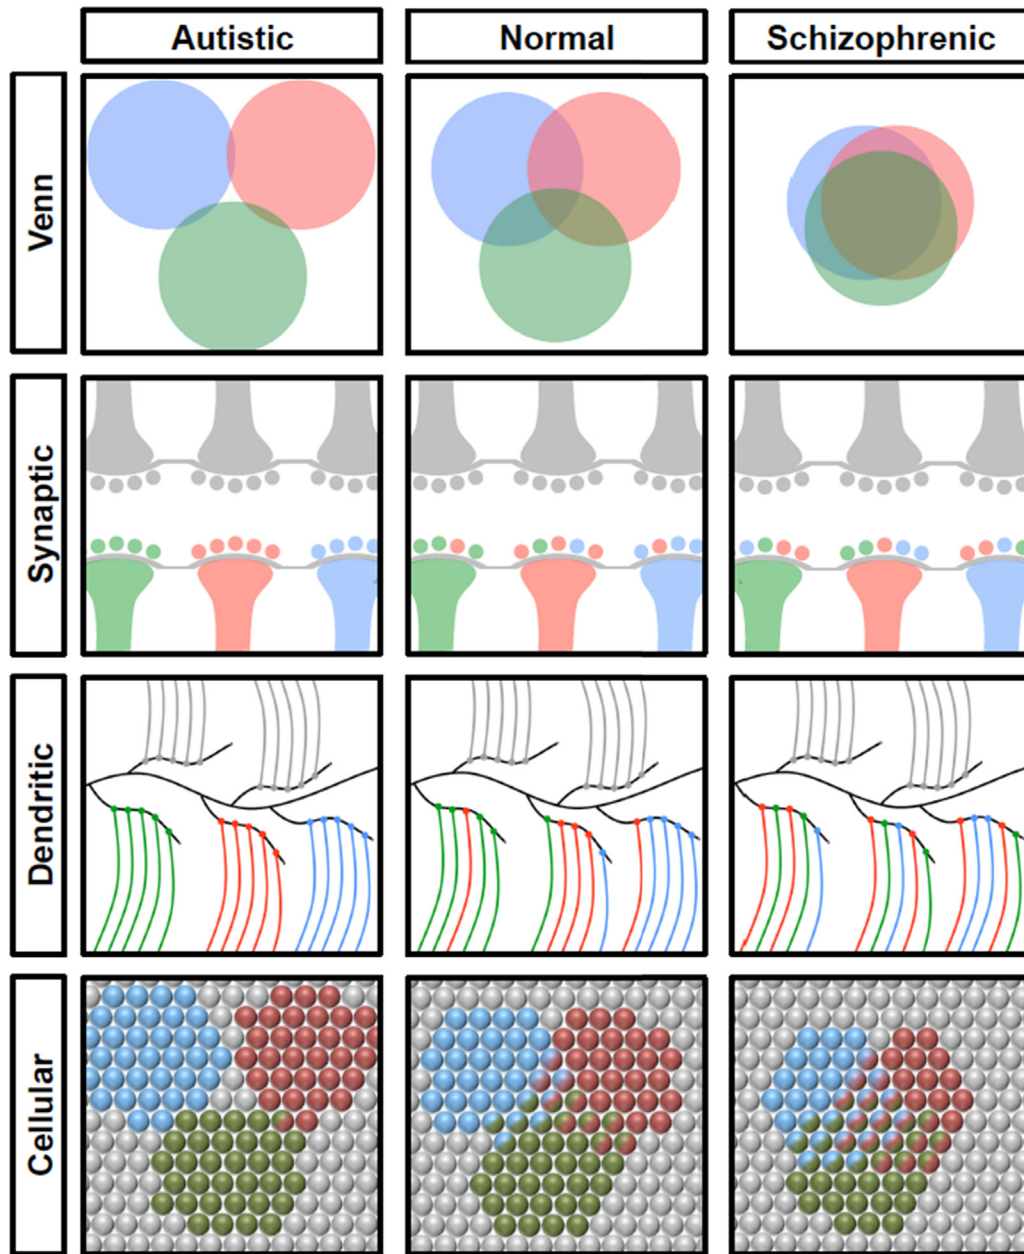 Autistic
Normal
Schizophrenic
Venn
Synaptic
Dendritic
Cellular